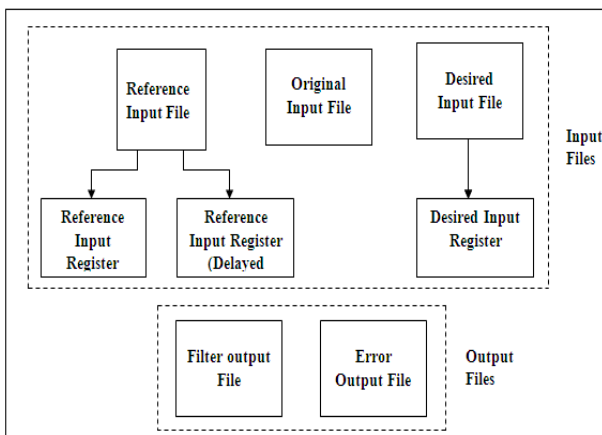 Reference
Input File
Original
Input File
Desired
Input File
Input
Files
Reference
Input
Register
Reference
Input Register
(Delayed
Desired Input
Register
Filter output
File
Error
Output File
Output
Files